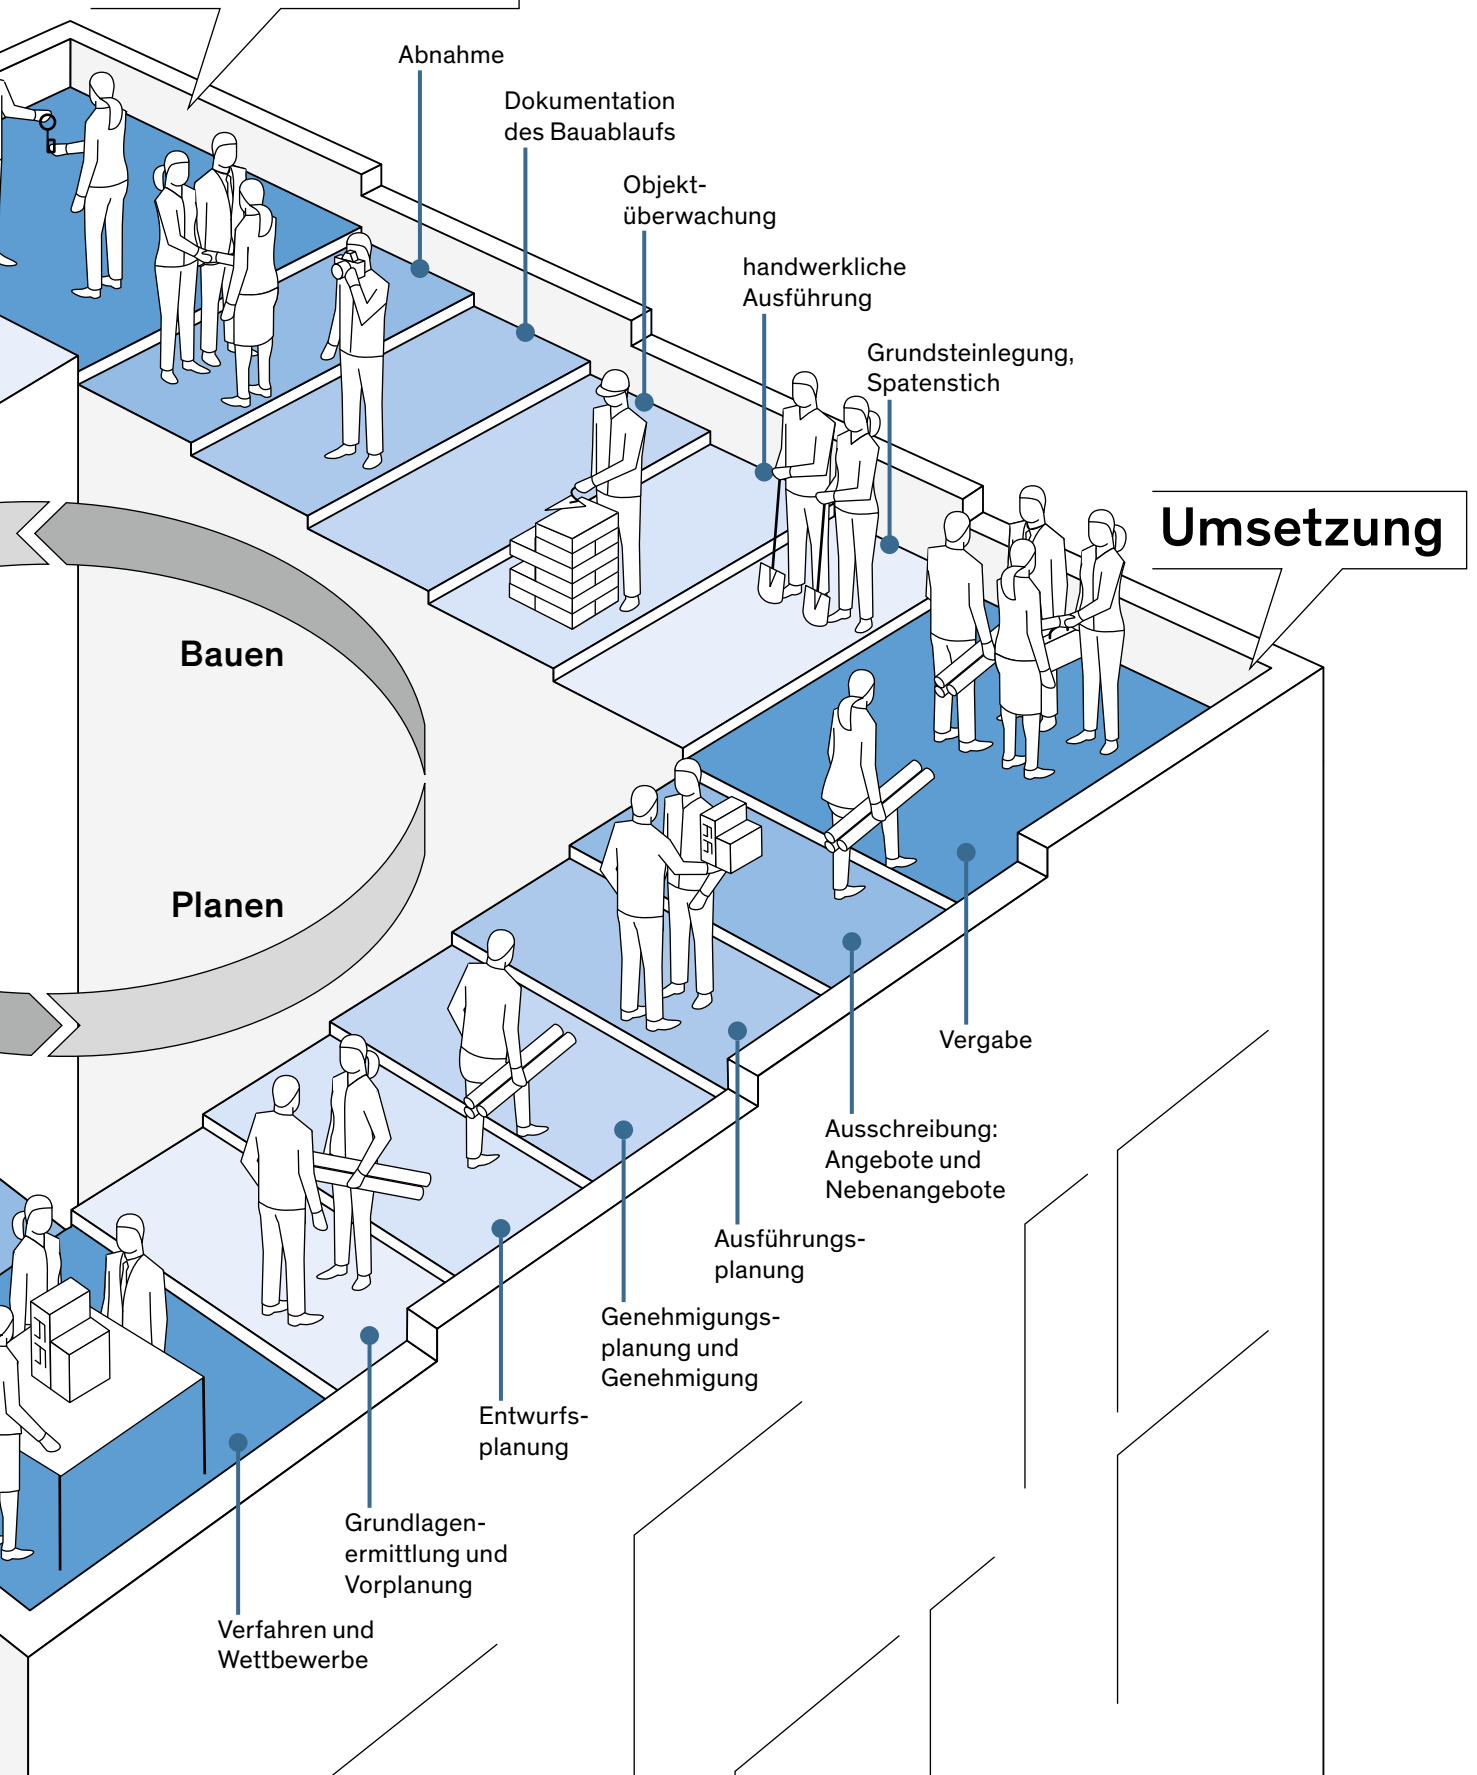 Abnahme
Dokumentation
des Bauablaufs
Objekt-
überwachung
handwerkliche
Ausführung
Grundsteinlegung,
Spatenstich
Umsetzung
Bauen
Planen
Vergabe
Ausschreibung:
Angebote und
Nebenangebote
Ausführungs-
planung
Genehmigungs-
planung und
Genehmigung
Entwurfs-
planung
Grundlagen-
ermittlung und
Vorplanung
Verfahren und
Wettbewerbe